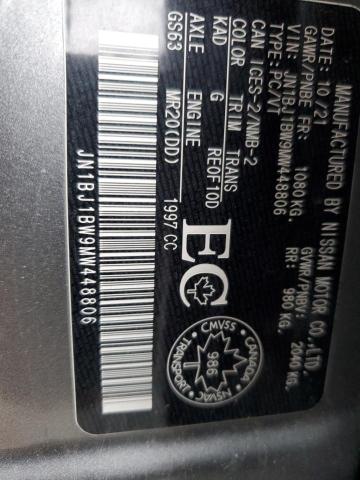 MANUFACTURED BY NISSAN MOTOR CO., LTD.
10/21 GVWR/PNBV: 2040 KG.
GAWR/PNBE FR: 1080 KG. RR: 980 KG.
VIN: JN1BJ1BW9MW448806
TYPE:PC/VT
CAN ICES-2/NMB-2
COLOR TRIM TRANS
KAD G RE0F10D
AXLE ENGINE
GS63 MR20(DD) 1997 CC
JN1BJ1BW9MW448806
EC
CMVSS
NSVAC
CANADA
TRANSPORT
986